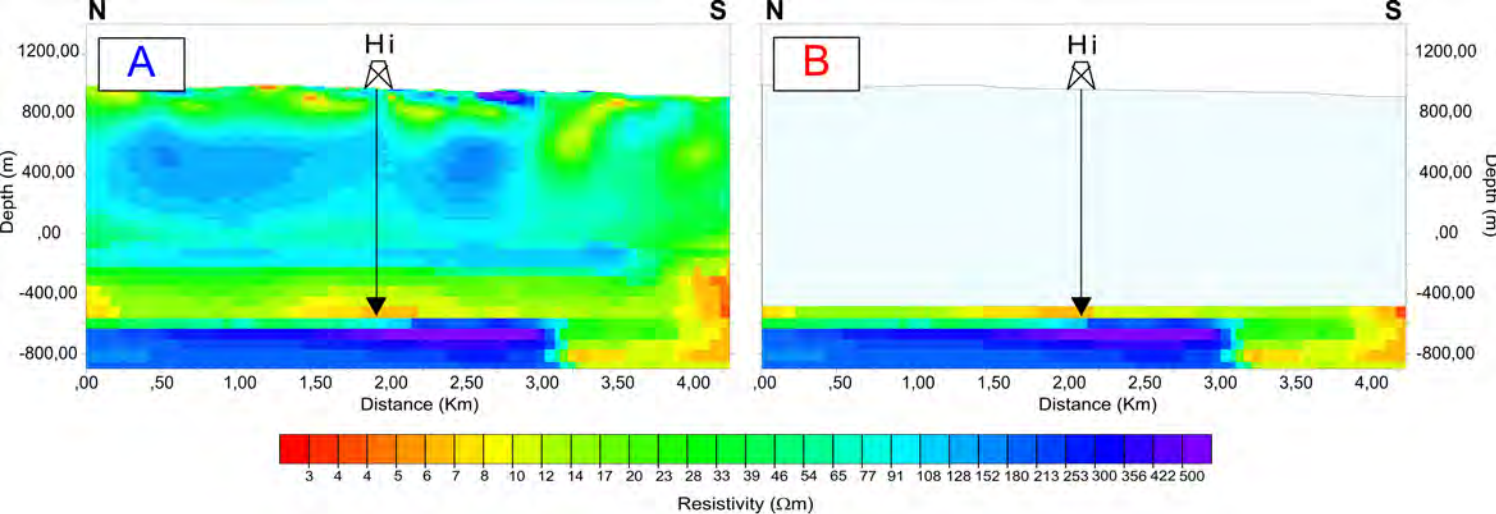 N S N S
A Hi B Hi
1200,00 1200,00
800,00 800,00
400,00 400,00
,00 ,00
-400,00 -400,00
-800,00 -800,00
Depth (m) Depth (m)
,00 ,50 1,00 1,50 2,00 2,50 3,00 3,50 4,00 ,00 ,50 1,00 1,50 2,00 2,50 3,00 3,50 4,00
Distance (Km) Distance (Km)
3 4 4 5 6 7 8 10 12 14 17 20 23 28 33 39 46 54 65 77 91 108 128 152 180 213 253 300 356 422 500
Resistivity (Ωm)